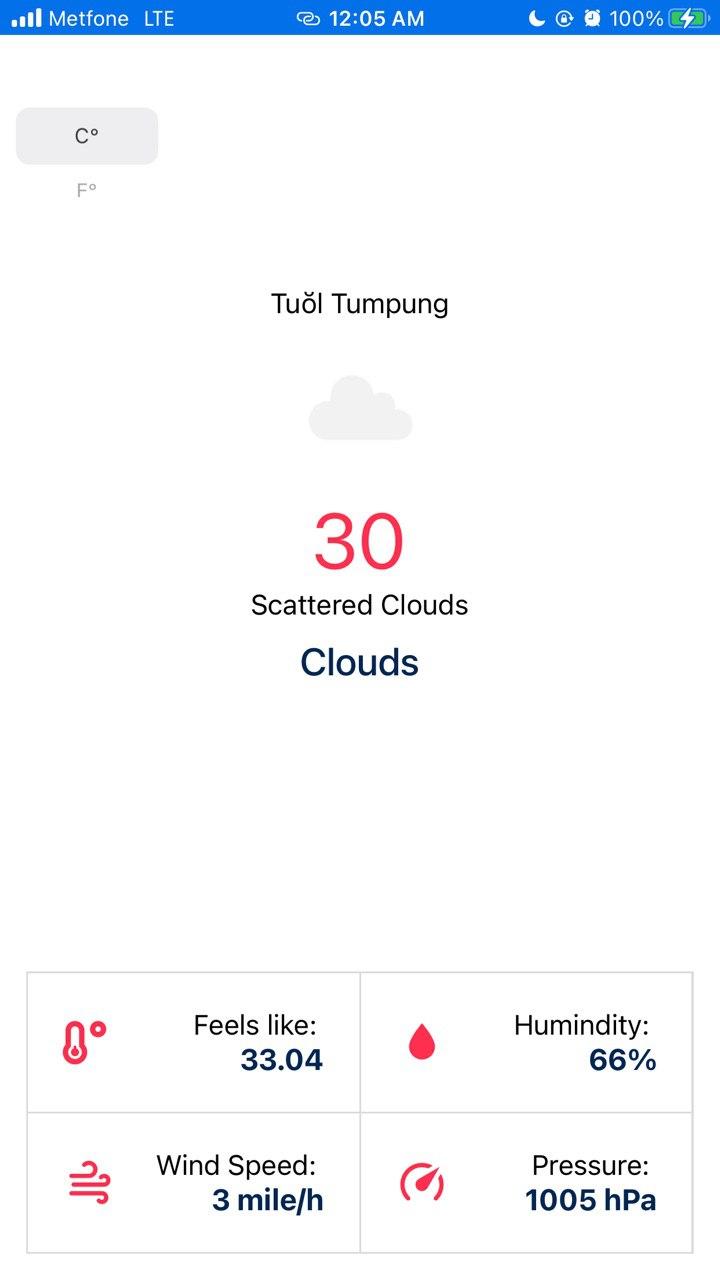 Metfone LTE 12:05 AM 100%
C°
F°
Tuŏl Tumpung
30
Scattered Clouds
Clouds
Feels like:
33.04
Humindity:
66%
Wind Speed:
3 mile/h
Pressure:
1005 hPa